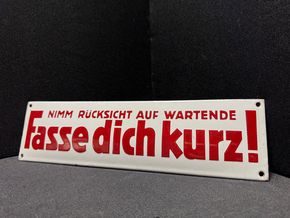 NIMM RÜCKSICHT AUF WARTENDE
Fasse dich kurz!